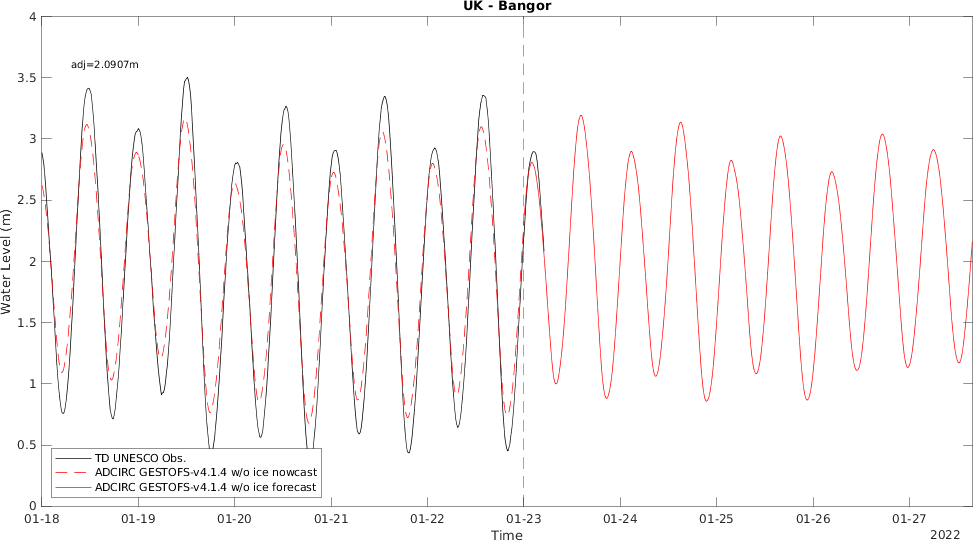 UK - Bangor
4
adj=2.0907m
3.5
3
2.5
2
1.5
1
0.5
0
Water Level (m)
TD UNESCO Obs.
ADCIRC GESTOFS-v4.1.4 w/o ice nowcast
ADCIRC GESTOFS-v4.1.4 w/o ice forecast
01-18 01-19 01-20 01-21 01-22 01-23 01-24 01-25 01-26 01-27
Time
2022